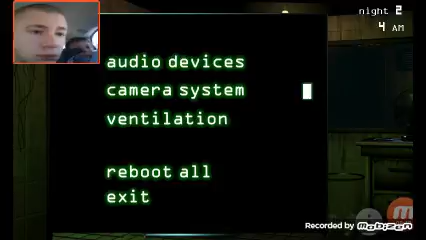 night 2
4 AM
audio devices
camera system
ventilation
reboot all
exit
Recorded by mobizen